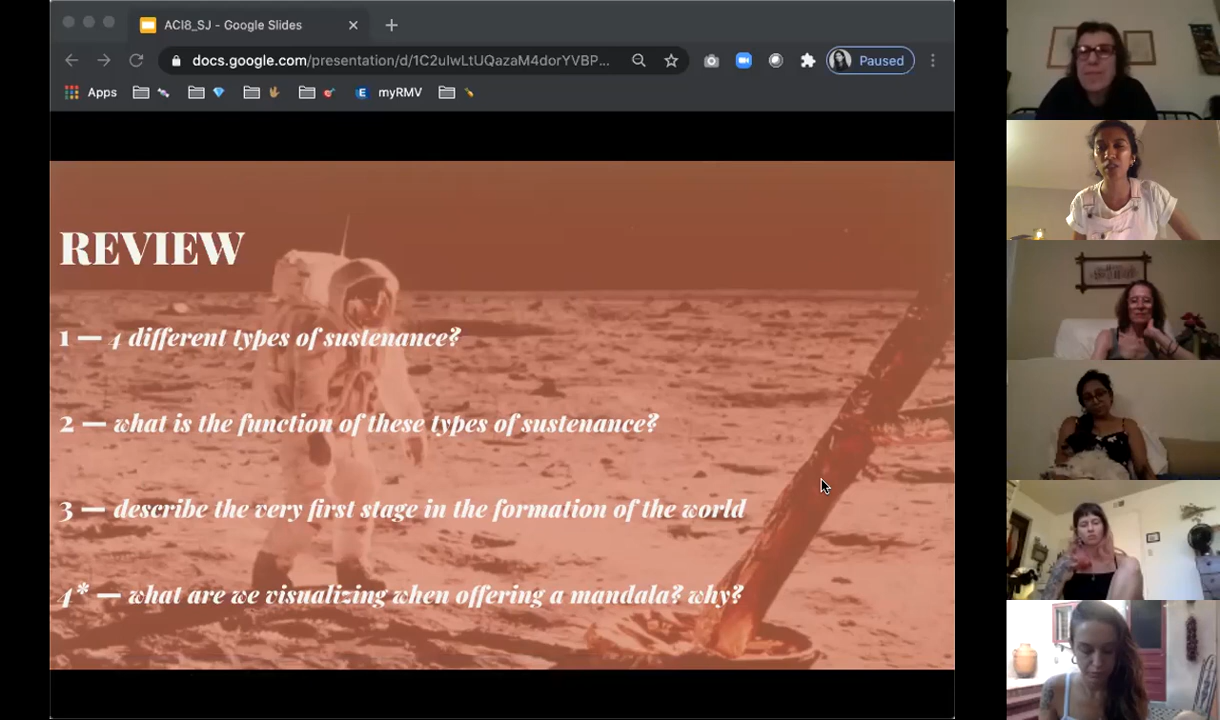 ACI8_SJ - Google Slides
docs.google.com/presentation/d/1C2ulwLtUQazaM4dorYVBP...
Paused
Apps
myRMV
REVIEW
1 — 4 different types of sustenance?
2 — what is the function of these types of sustenance?
3 — describe the very first stage in the formation of the world
4* — what are we visualizing when offering a mandala? why?